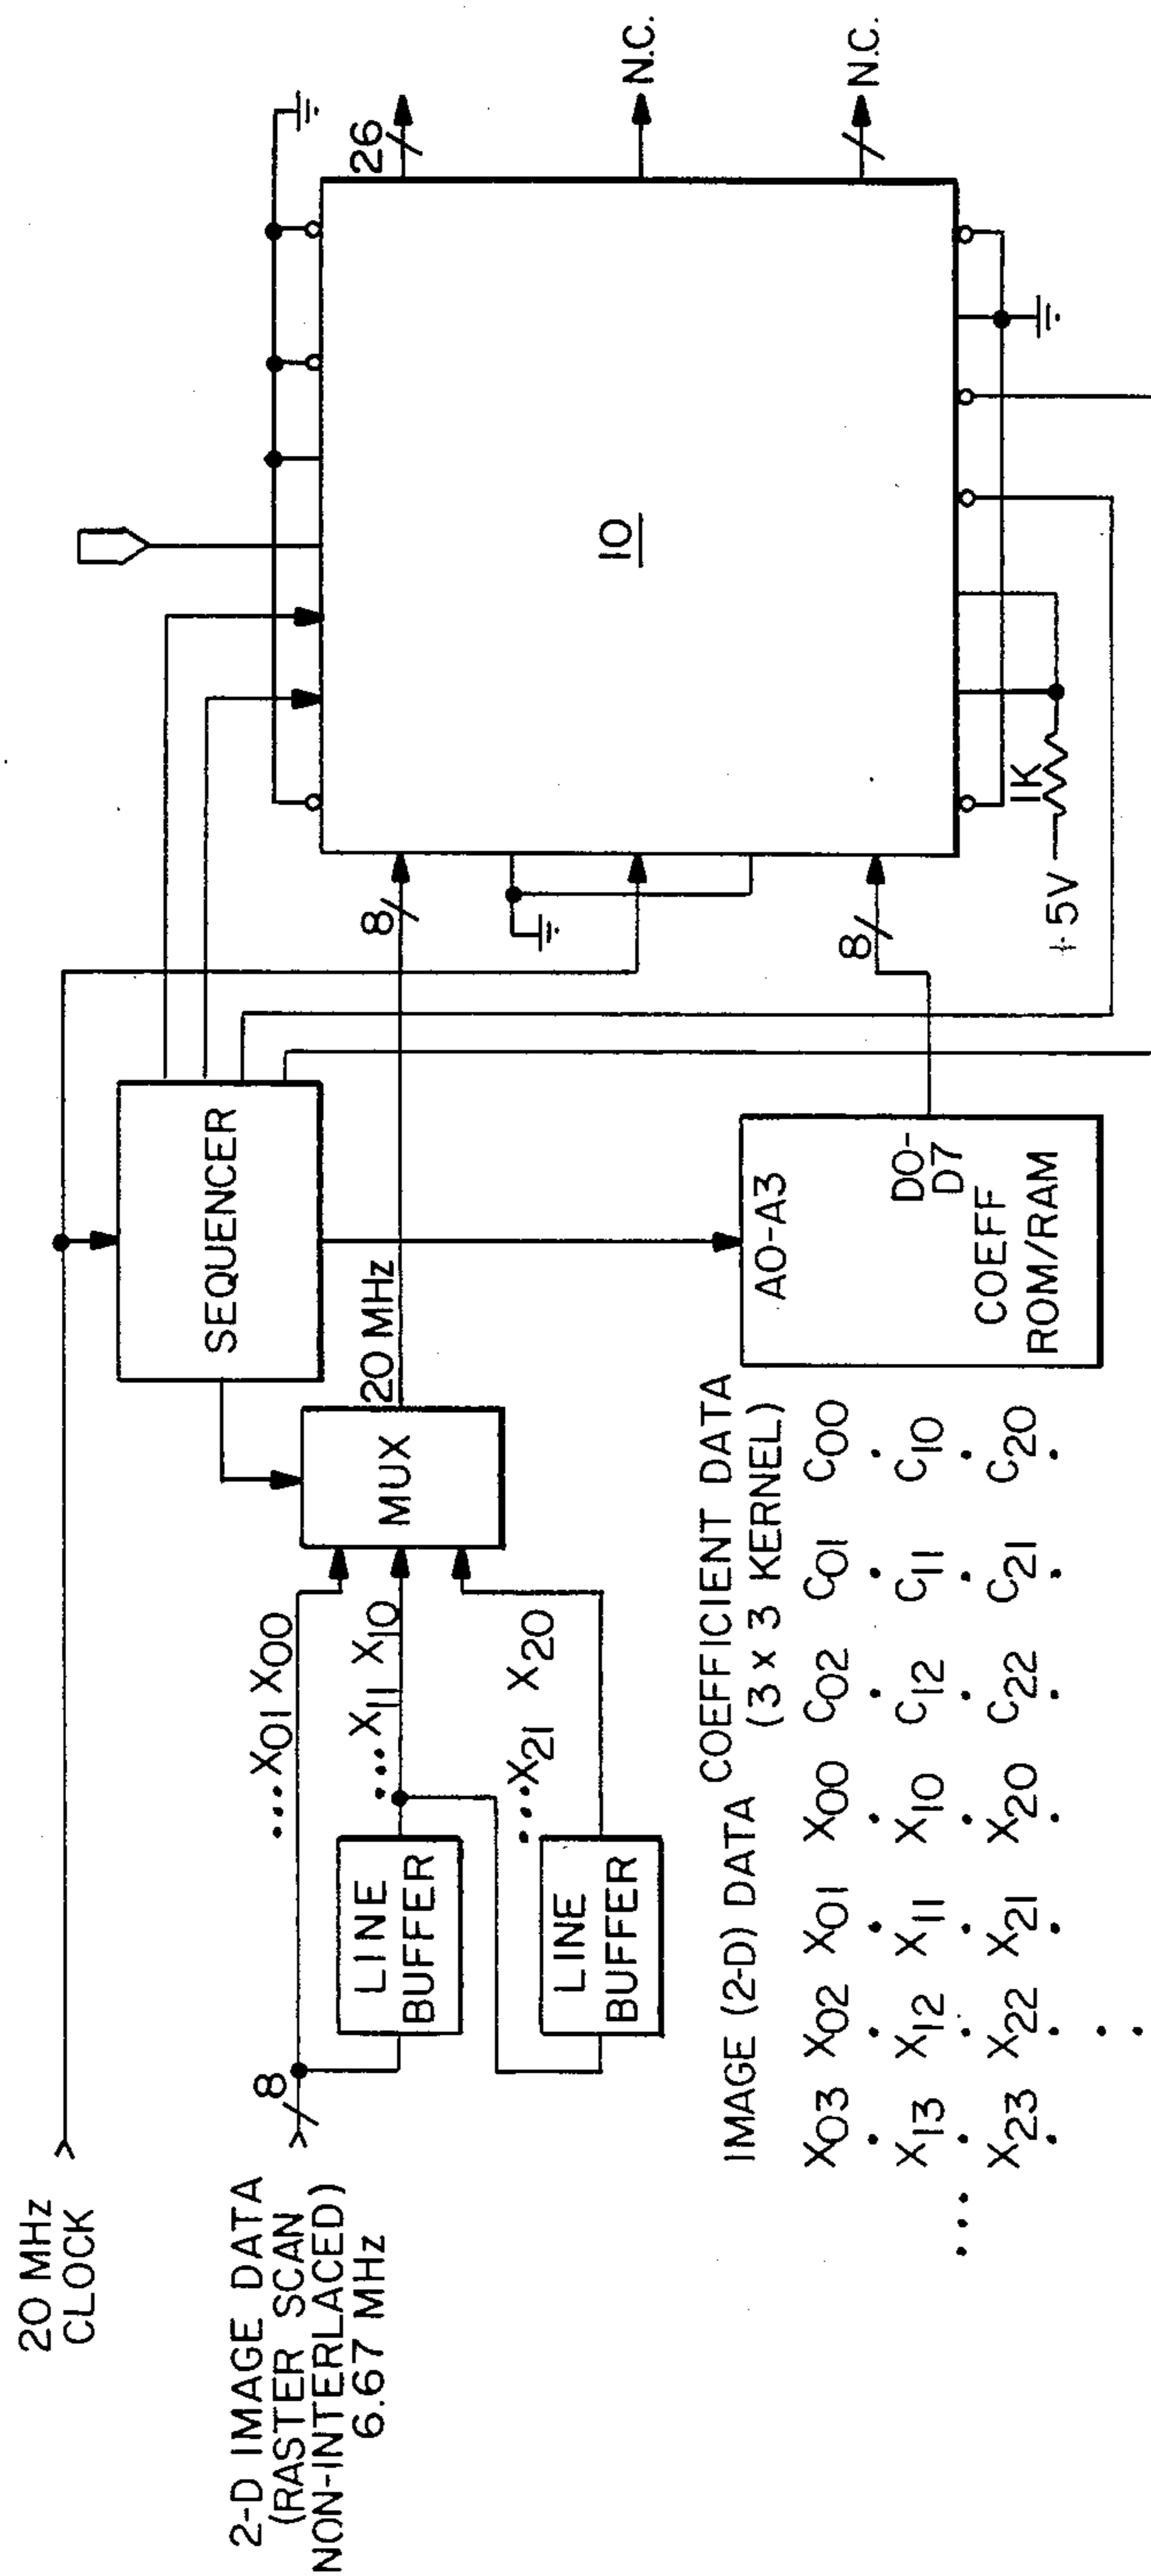 20 MHz
CLOCK
2-D IMAGE DATA
(RASTER SCAN
NON-INTERLACED)
6.67 MHz
8
LINE
BUFFER
LINE
BUFFER
...X01 X00
...X11 X10
...X21 X20
MUX
20 MHz
SEQUENCER
8
10
26
N.C.
N.C.
8
+5V
1K
A0-A3
D0-
D7
COEFF
ROM/RAM
IMAGE (2-D) DATA
X03 X02 X01 X00
X13 X12 X11 X10
X23 X22 X21 X20
COEFFICIENT DATA
(3 x 3 KERNEL)
C02 C01 C00
C12 C11 C10
C22 C21 C20